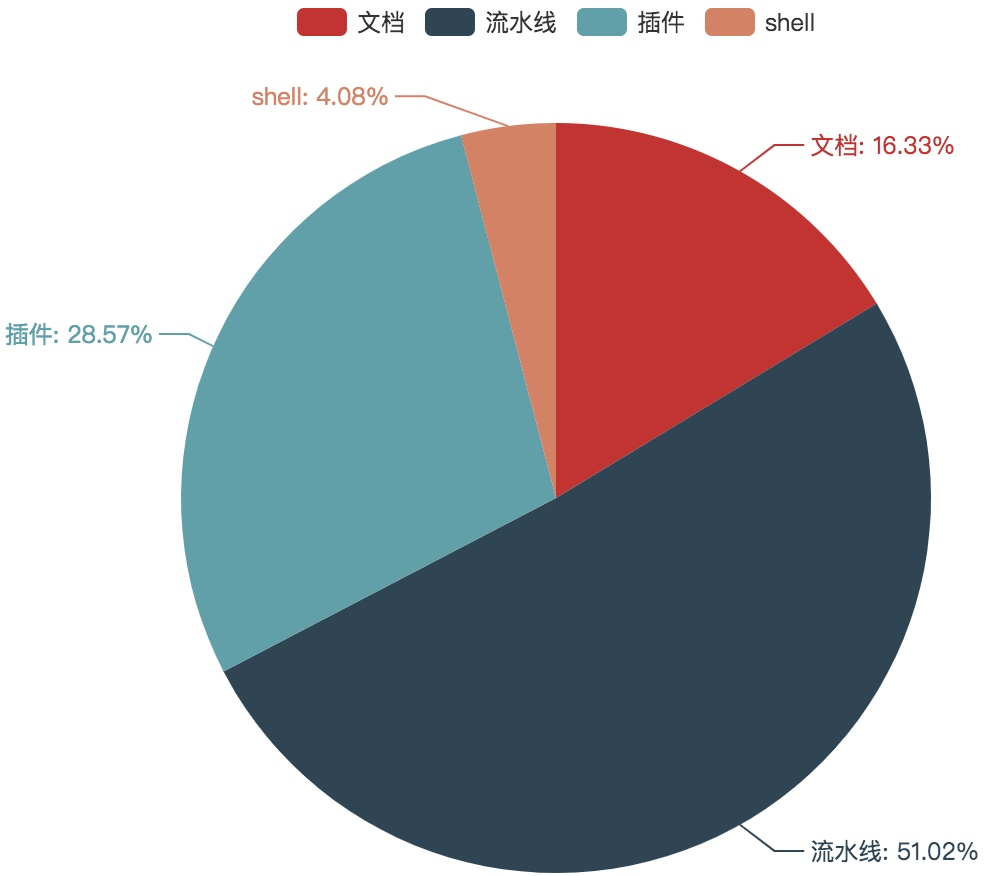 文档 流水线 插件 shell
shell: 4.08%
文档: 16.33%
插件: 28.57%
流水线: 51.02%